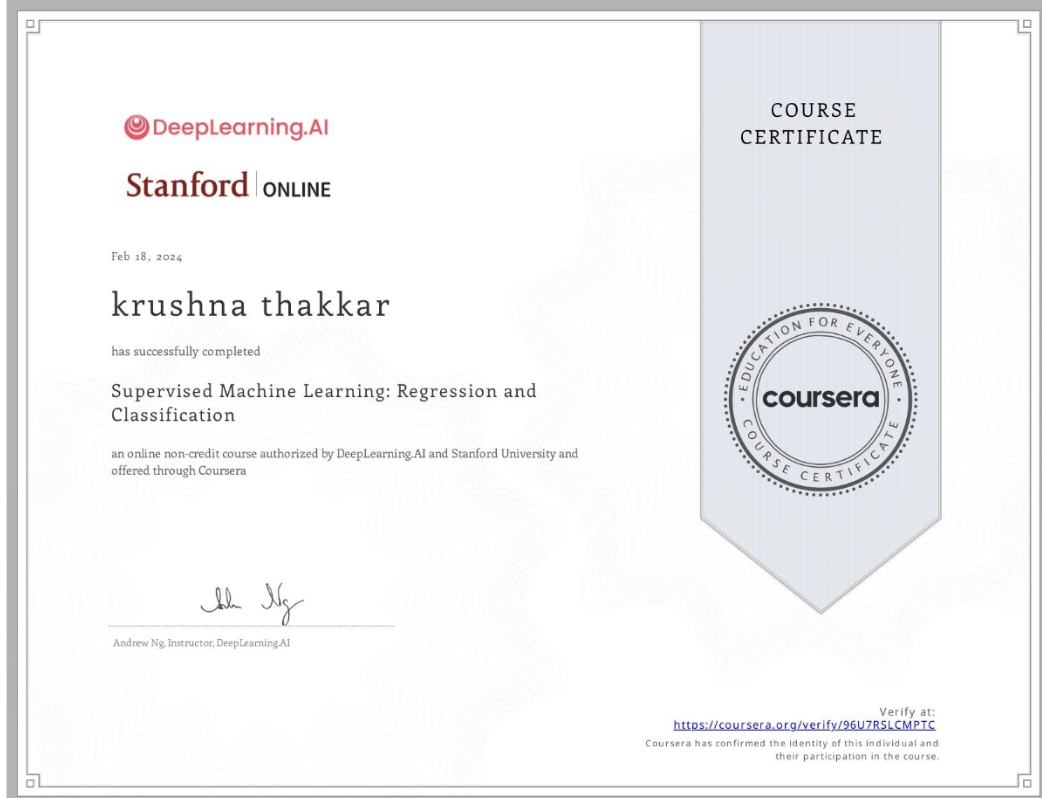 DeepLearning.AI
Stanford ONLINE
Feb 18, 2024
krushna thakkar
has successfully completed
Supervised Machine Learning: Regression and
Classification
an online non-credit course authorized by DeepLearning.AI and Stanford University and
offered through Coursera
Andrew Ng, Instructor, DeepLearning.AI
COURSE
CERTIFICATE
EDUCATION FOR EVERYONE
coursera
COURSE CERTIFICATE
Verify at:
https://coursera.org/verify/96U7RSLCMPTC
Coursera has confirmed the identity of this individual and
their participation in the course.